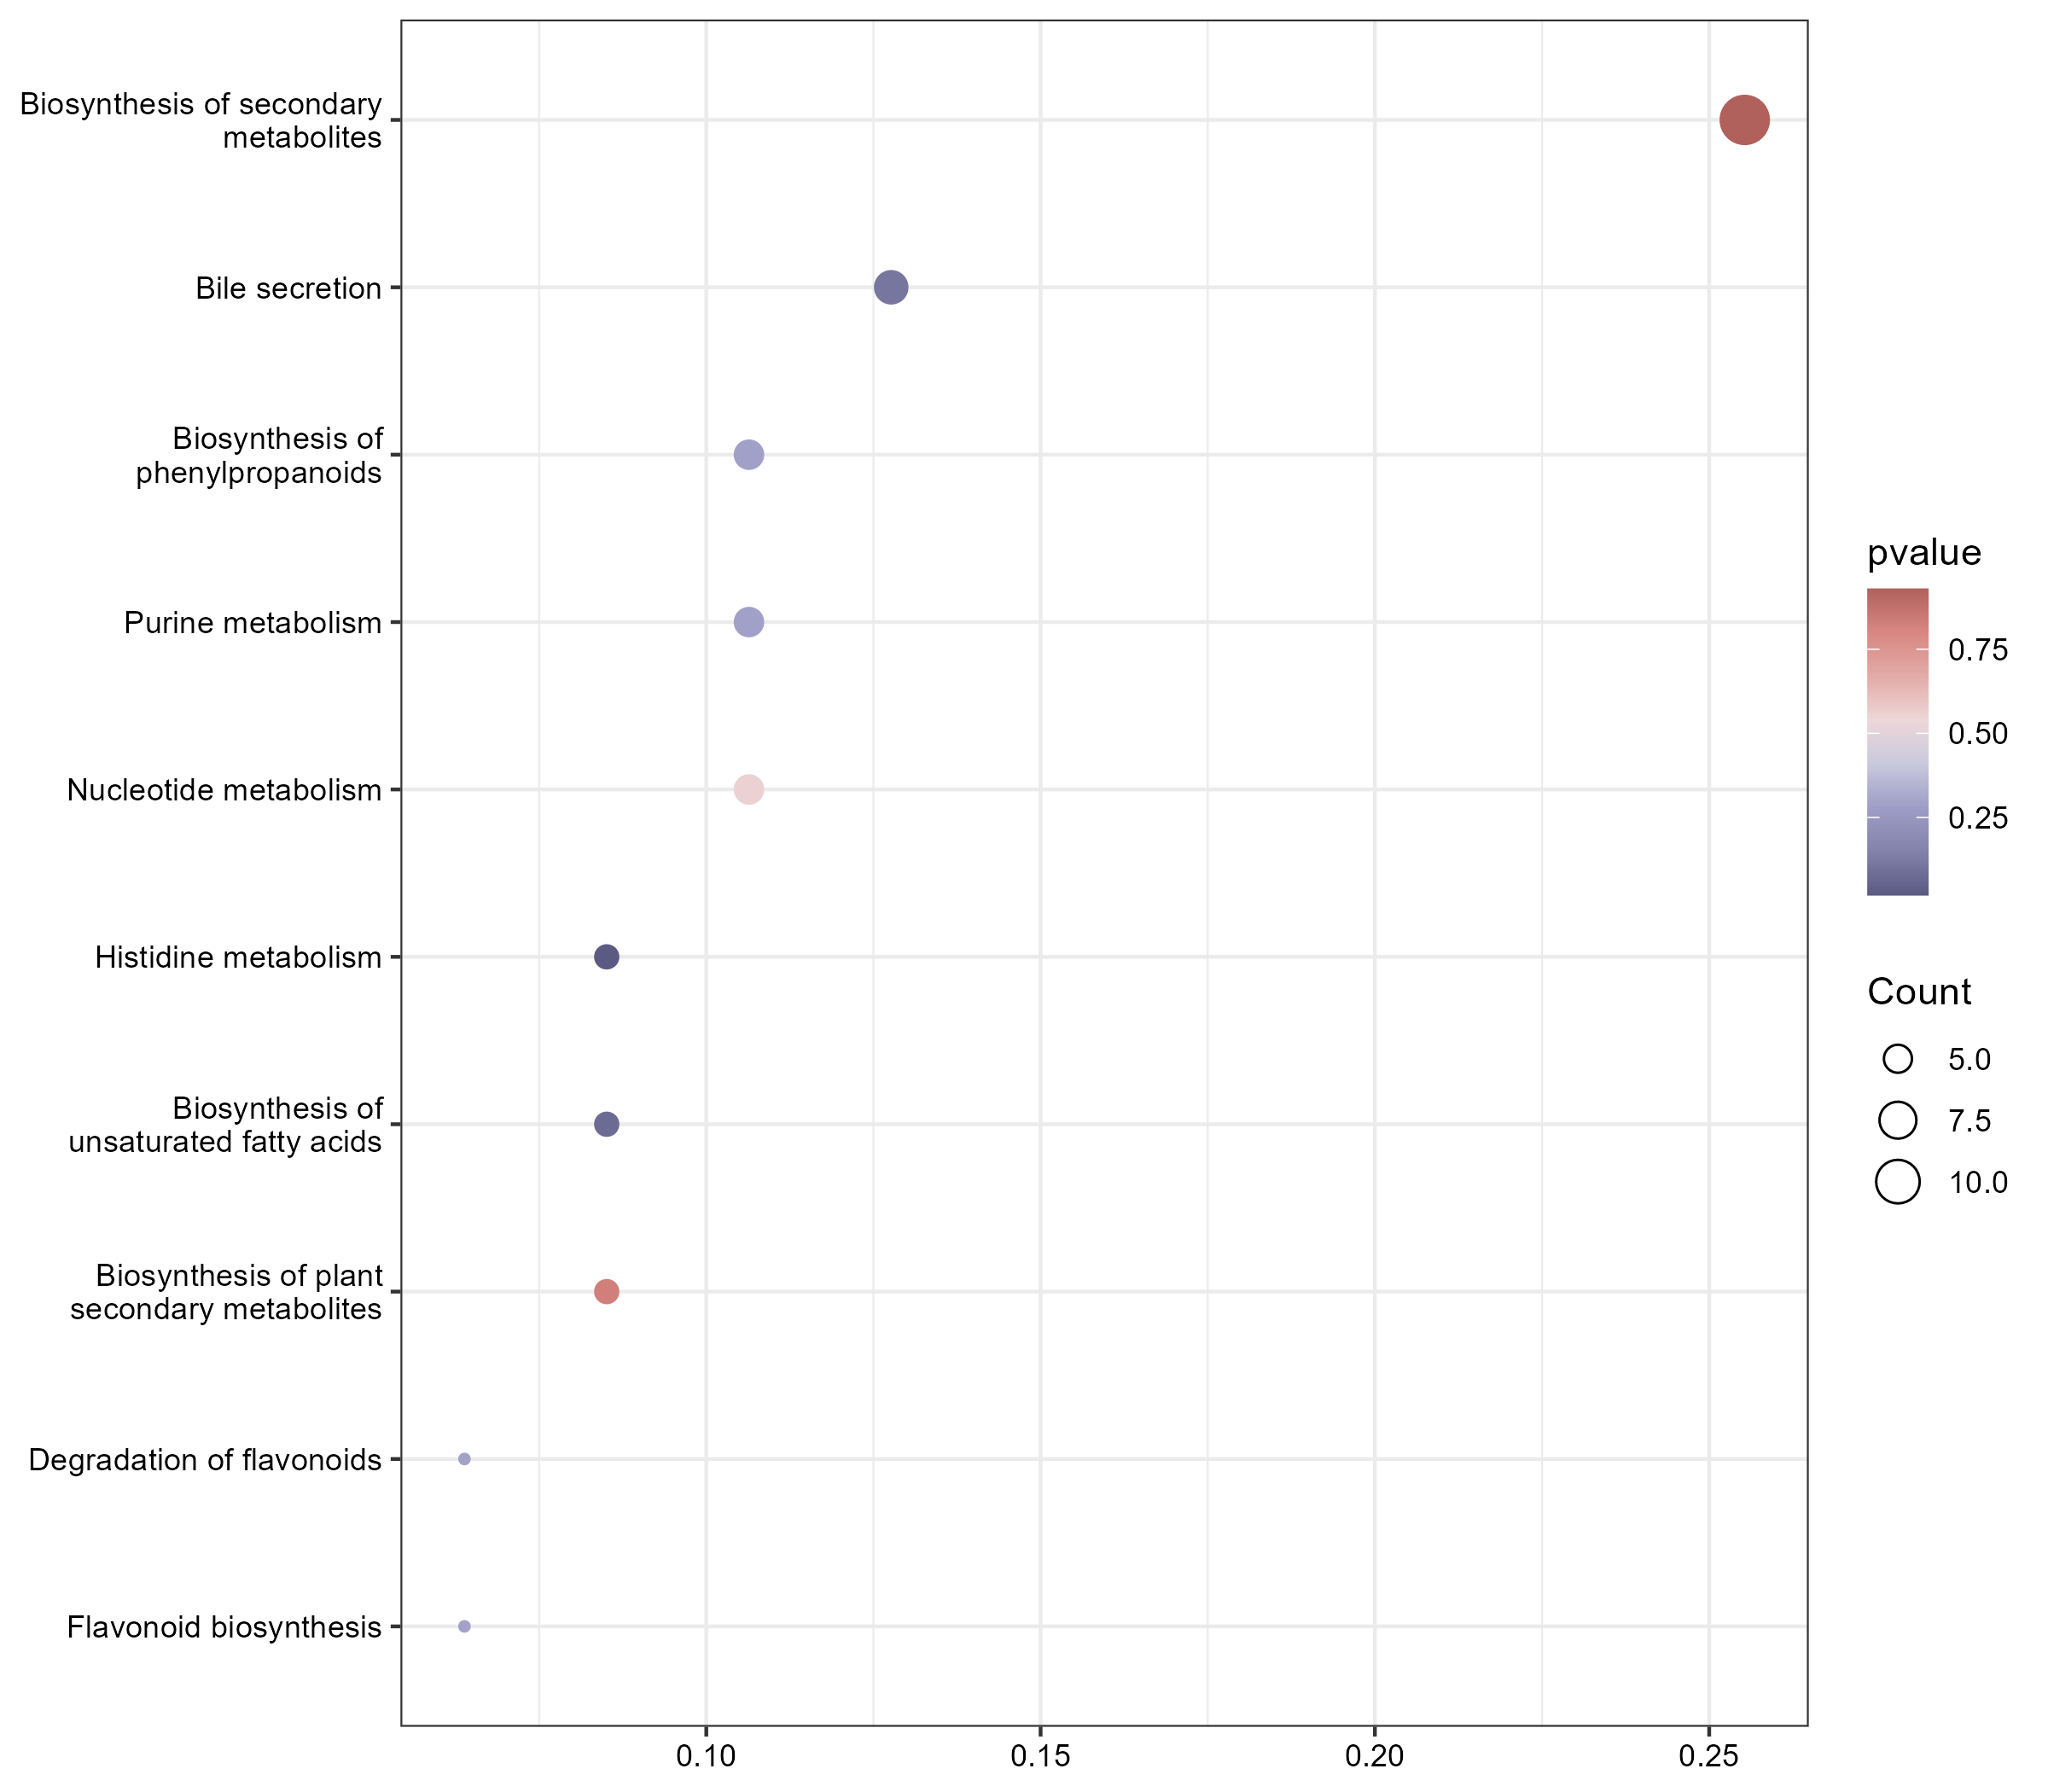 Biosynthesis of secondary
metabolites
Bile secretion
Biosynthesis of
phenylpropanoids
Purine metabolism
Nucleotide metabolism
Histidine metabolism
Biosynthesis of
unsaturated fatty acids
Biosynthesis of plant
secondary metabolites
Degradation of flavonoids
Flavonoid biosynthesis
0.10
0.15
0.20
0.25
pvalue
0.75
0.50
0.25
Count
5.0
7.5
10.0